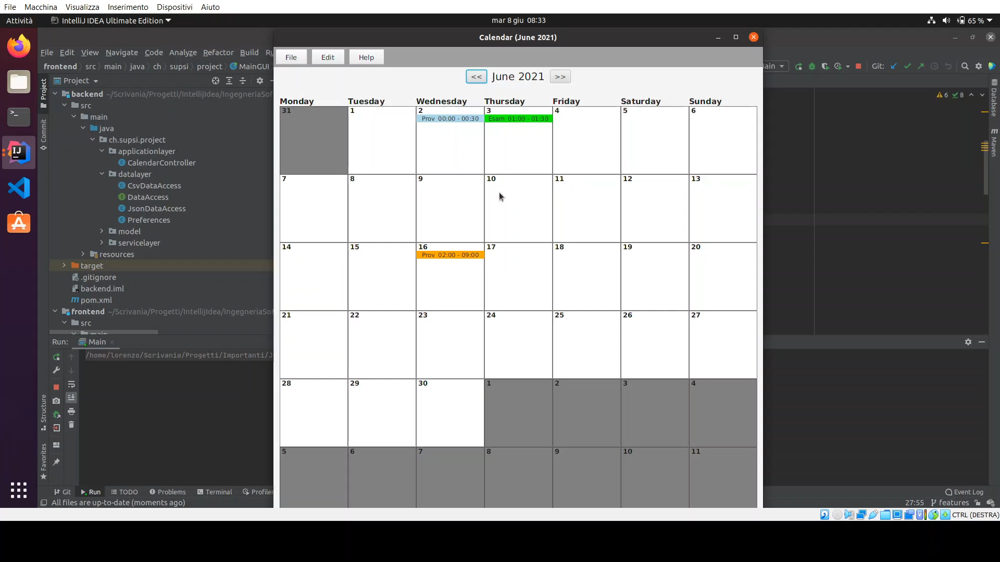 File Macchina Visualizza Inserimento Dispositivi Aiuto
Attività IntelliJ IDEA Ultimate Edition mar 8 giu 08:33 65 %
Calendar (June 2021)
File Edit View Navigate Code Analyze Refactor Build
File Edit Help
frontend src main java ch supsi project MainGUI
Git:
<< June 2021 >>
Project
Project
backend ~/Scrivania/Progetti/IntellijIdea/IngegneriaSof
6 8
Database
Monday Tuesday Wednesday Thursday Friday Saturday Sunday
src
31 1 2 3 4 5 6
main
Prov 00:00 - 00:30 Esam 01:00 - 01:30
java
Commit
Maven
ch.supsi.project
applicationlayer
CalendarController
datalayer
7 8 9 10 11 12 13
CsvDataAccess
DataAccess
JsonDataAccess
Preferences
model
servicelayer
14 15 16 17 18 19 20
resources
Prov 02:00 - 09:00
target
.gitignore
backend.iml
pom.xml
frontend ~/Scrivania/Progetti/IntellijIdea/IngegneriaSof
21 22 23 24 25 26 27
src
main
Run: Main
/home/lorenzo/Scrivania/Progetti/Importanti/J
28 29 30 1 2 3 4
Structure
5 6 7 8 9 10 11
Favorites
Git Run TODO Problems Terminal Profiler Event Log
All files are up-to-date (moments ago) 27:55 features
CTRL (DESTRA)